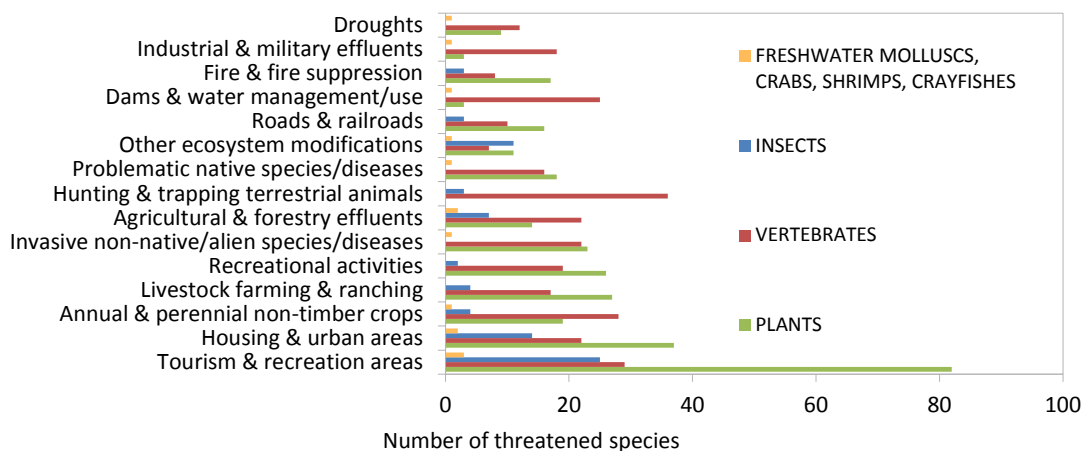 Droughts
Industrial & military effluents
Fire & fire suppression
Dams & water management/use
Roads & railroads
Other ecosystem modifications
Problematic native species/diseases
Hunting & trapping terrestrial animals
Agricultural & forestry effluents
Invasive non-native/alien species/diseases
Recreational activities
Livestock farming & ranching
Annual & perennial non-timber crops
Housing & urban areas
Tourism & recreation areas
FRESHWATER MOLLUSCS,
CRABS, SHRIMPS, CRAYFISHES
INSECTS
VERTEBRATES
PLANTS
0 20 40 60 80 100
Number of threatened species